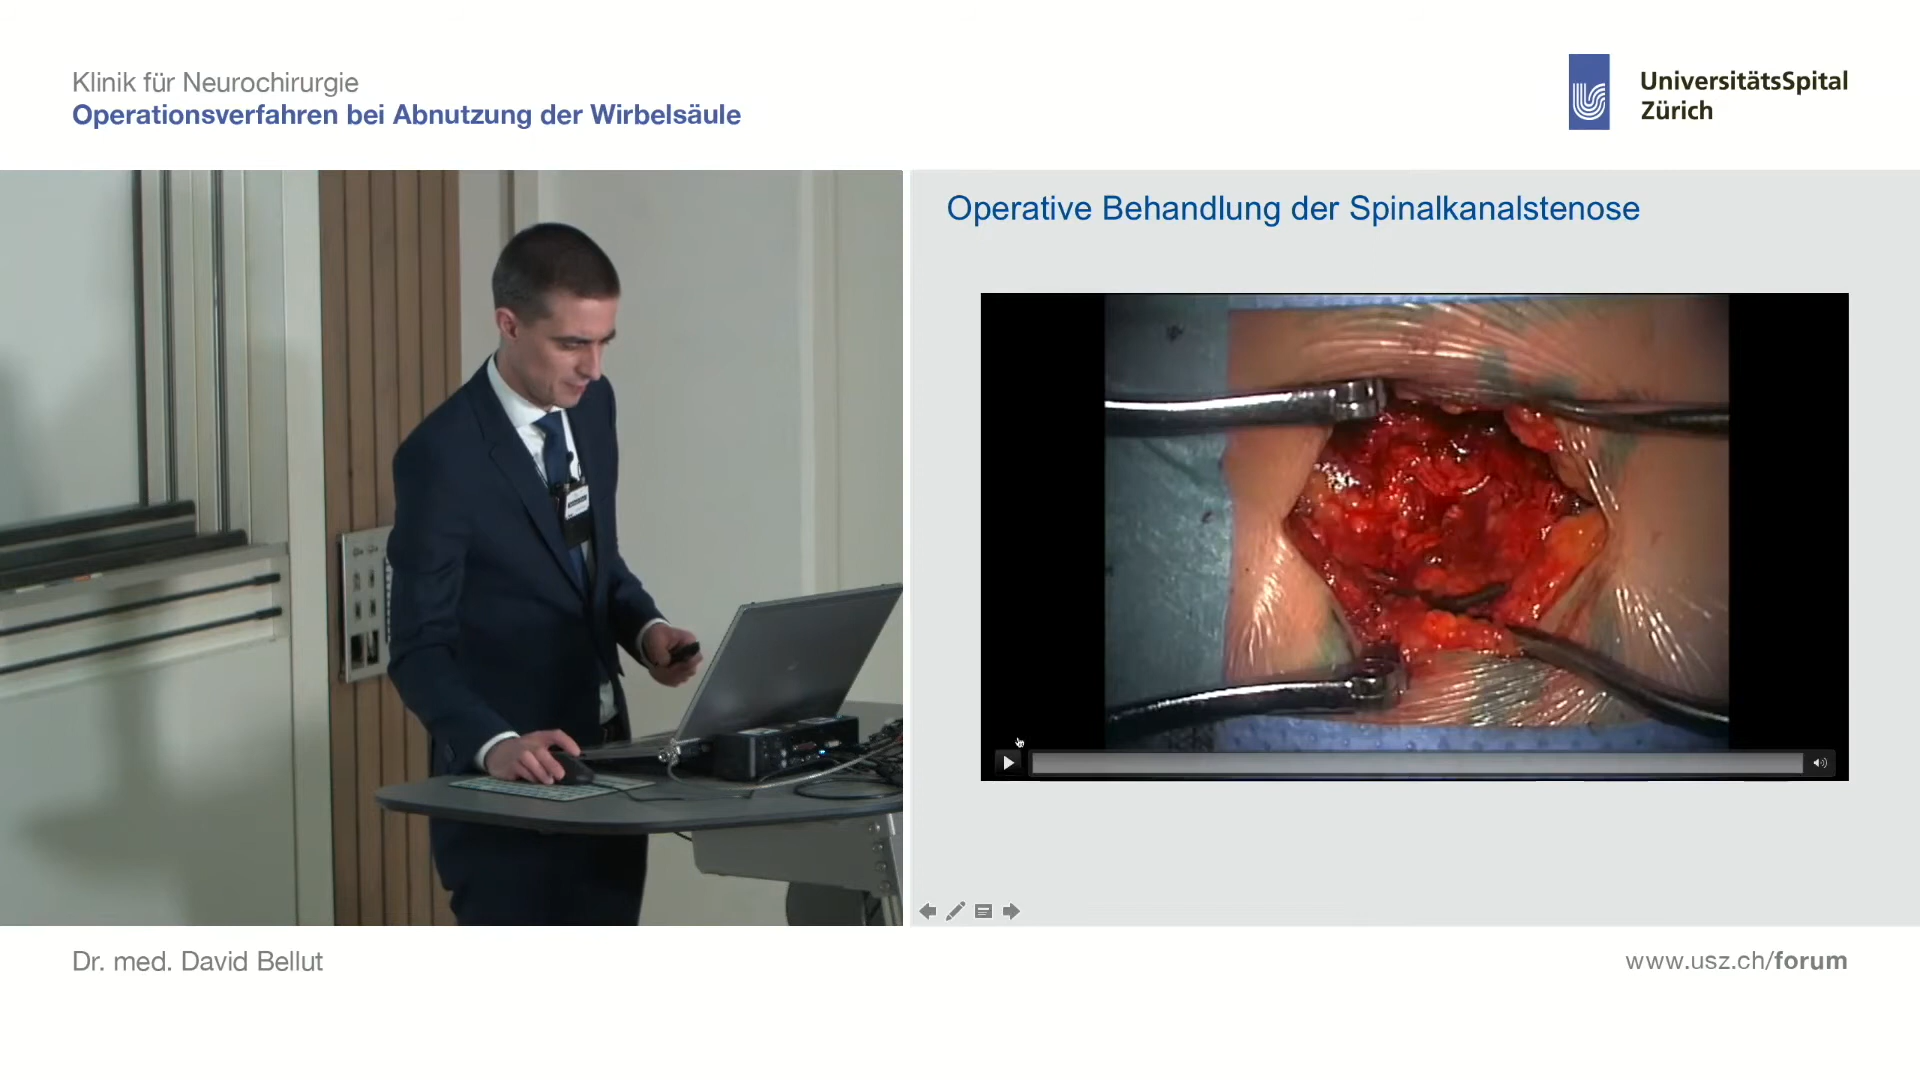 Klinik für Neurochirurgie
Operationsverfahren bei Abnutzung der Wirbelsäule
UniversitätsSpital
Zürich
Operative Behandlung der Spinalkanalstenose
Dr. med. David Bellut
www.usz.ch/forum